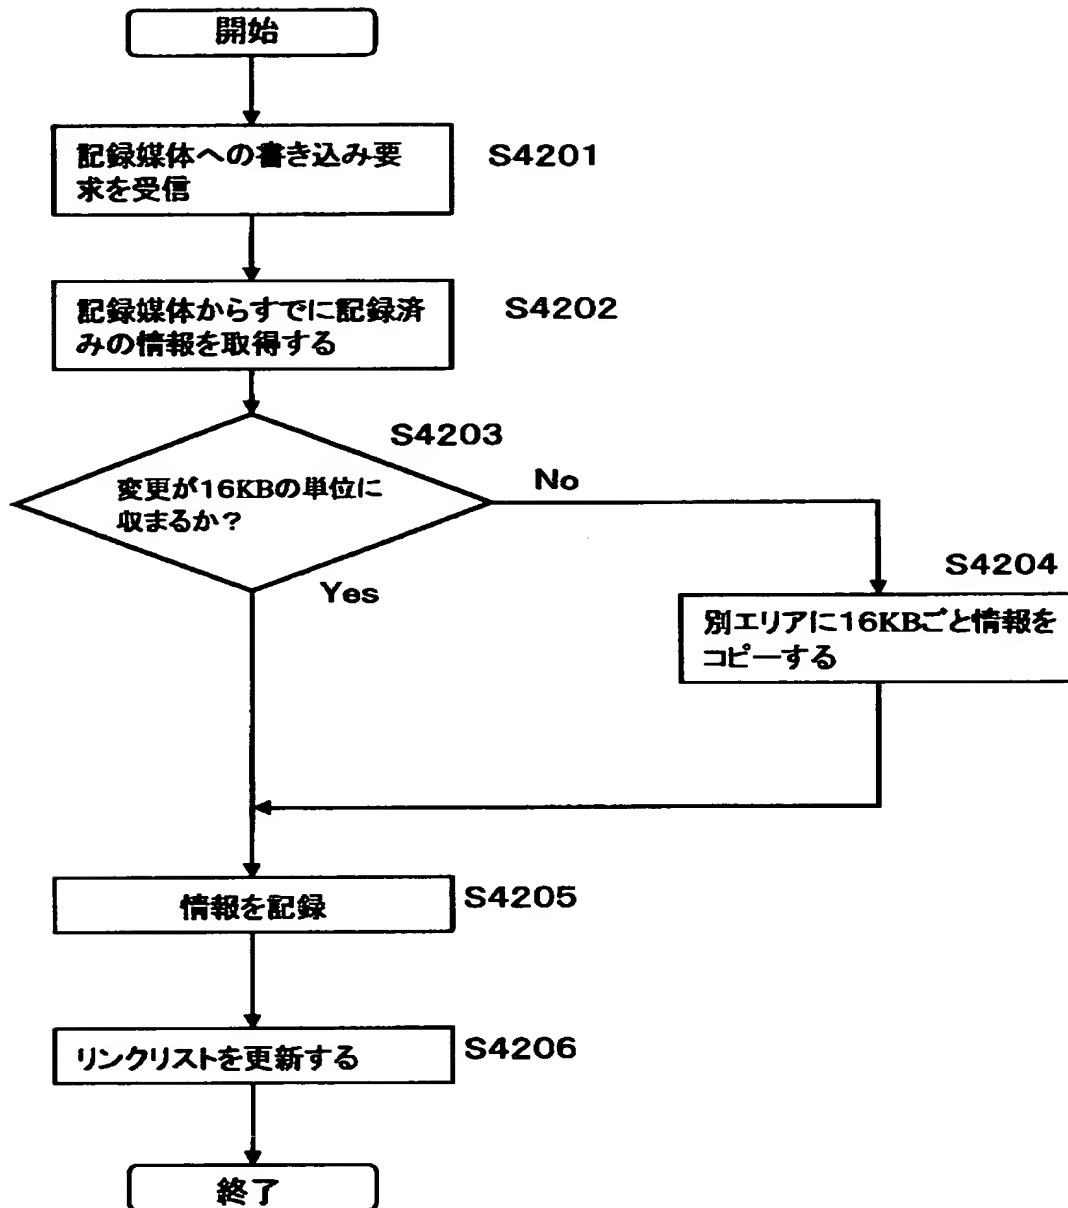 開始
記録媒体への書き込み要
求を受信
S4201
記録媒体からすでに記録済
みの情報を取得する
S4202
S4203
変更が16KBの単位に
収まるか？
No
Yes
S4204
別エリアに16KBごと情報を
コピーする
情報を記録
S4205
リンクリストを更新する
S4206
終了